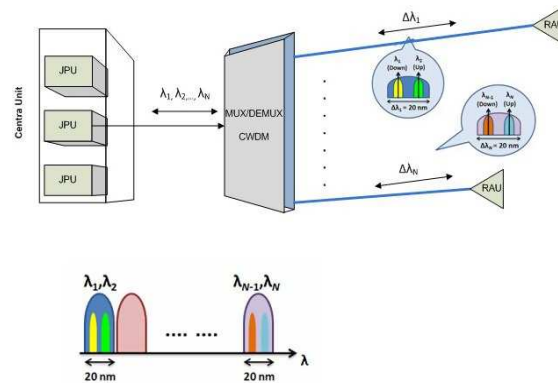 Centra Unit
JPU
JPU
JPU
λ1, λ2,..., λN
MUX/DEMUX
CWDM
Δλ1
RAU
λ1 λ2
(Down) (Up)
Δλ1 = 20 nm
λN-1 λN
(Down) (Up)
ΔλN = 20 nm
ΔλN
RAU
λ1,λ2
λN-1,λN
.... ....
λ
20 nm
20 nm